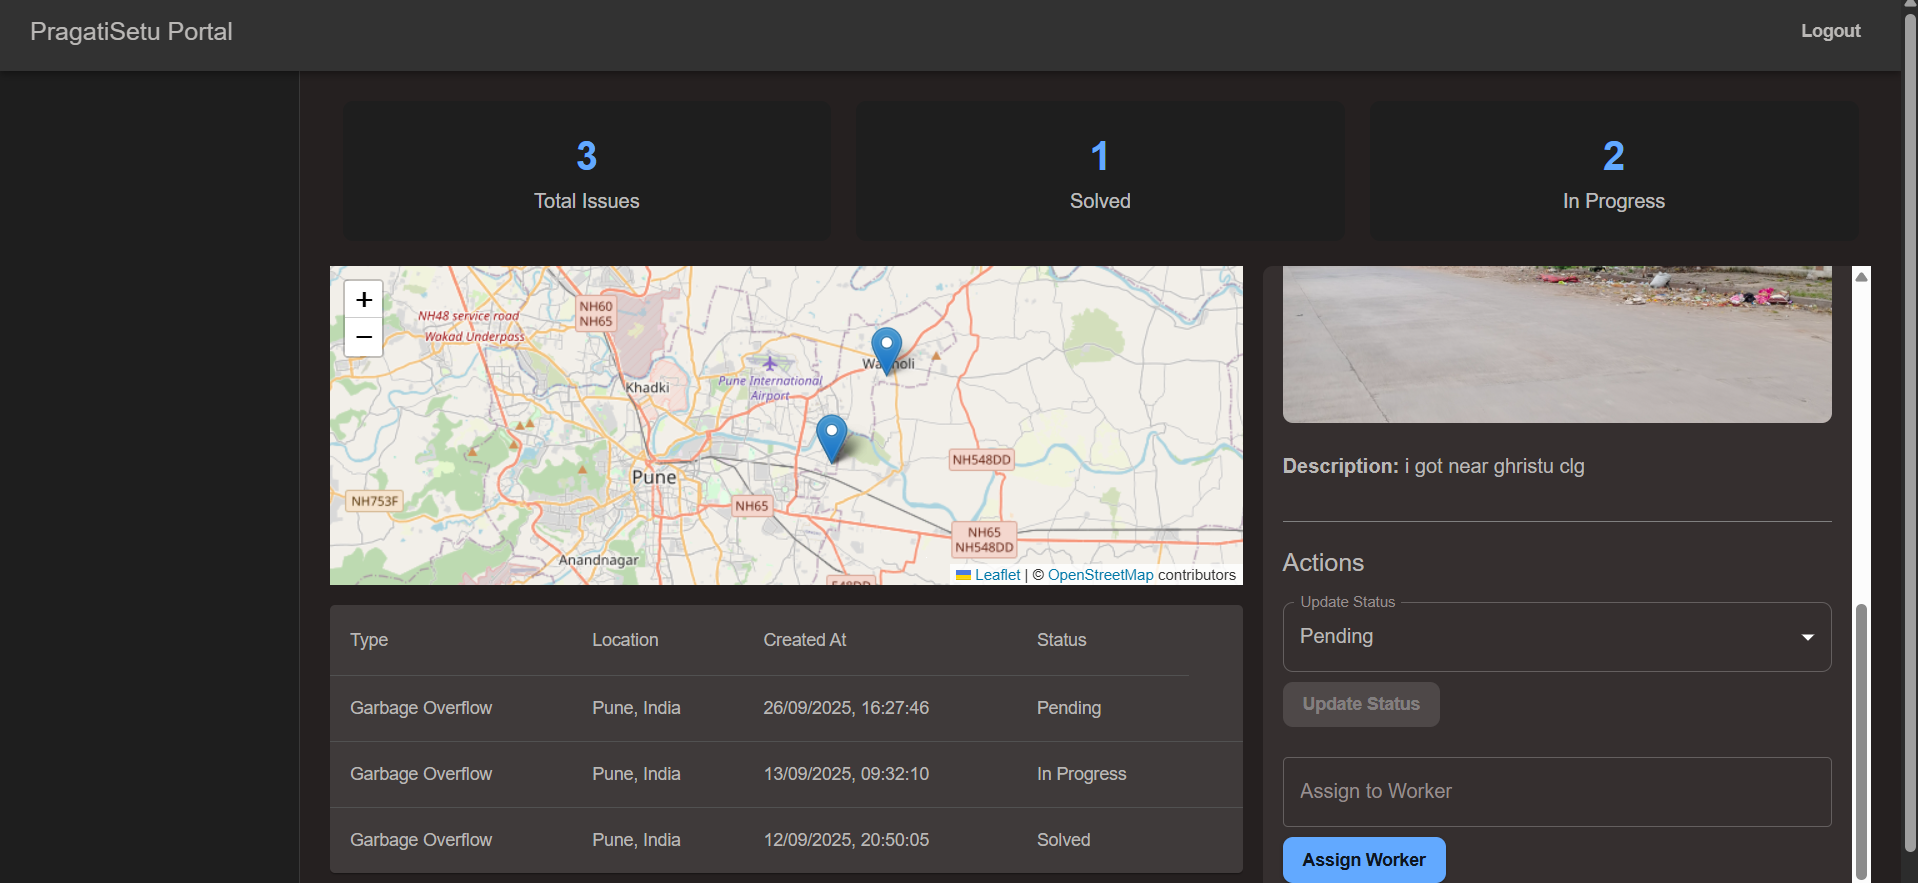 PragatiSetu Portal
Logout
3
Total Issues
1
Solved
2
In Progress
+
−
NH48 service road
Wakad Underpass
NH60
NH65
Khadki
Pune International
Airport
Pune
NH753F
NH65
NH548DD
NH65
NH548DD
Anandnagar
Leaflet | © OpenStreetMap contributors
Type Location Created At Status
Garbage Overflow Pune, India 26/09/2025, 16:27:46 Pending
Garbage Overflow Pune, India 13/09/2025, 09:32:10 In Progress
Garbage Overflow Pune, India 12/09/2025, 20:50:05 Solved
Description: i got near ghristu clg
Actions
Update Status
Pending
Update Status
Assign to Worker
Assign Worker